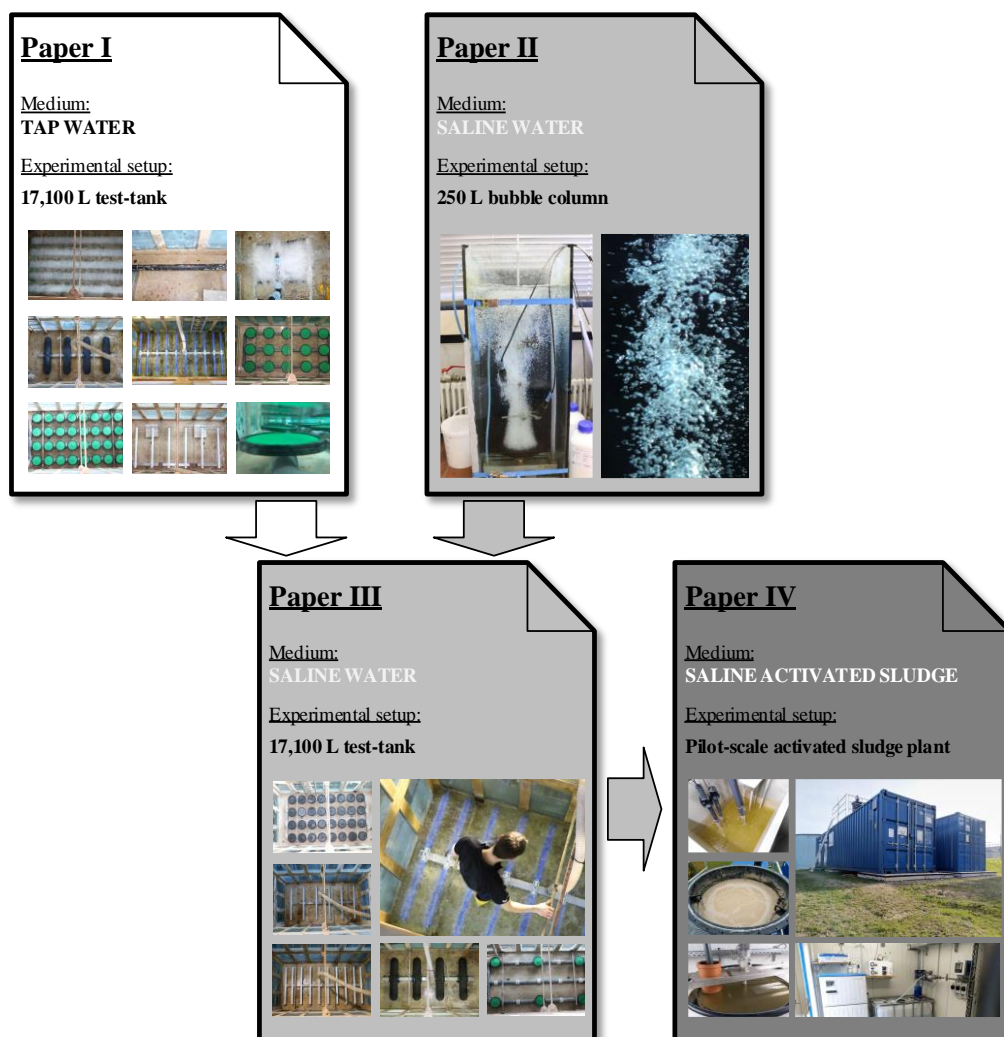 Paper I
Medium:
TAP WATER
Experimental setup:
17,100 L test-tank
Paper II
Medium:
SALINE WATER
Experimental setup:
250 L bubble column
Paper III
Medium:
SALINE WATER
Experimental setup:
17,100 L test-tank
Paper IV
Medium:
SALINE ACTIVATED SLUDGE
Experimental setup:
Pilot-scale activated sludge plant